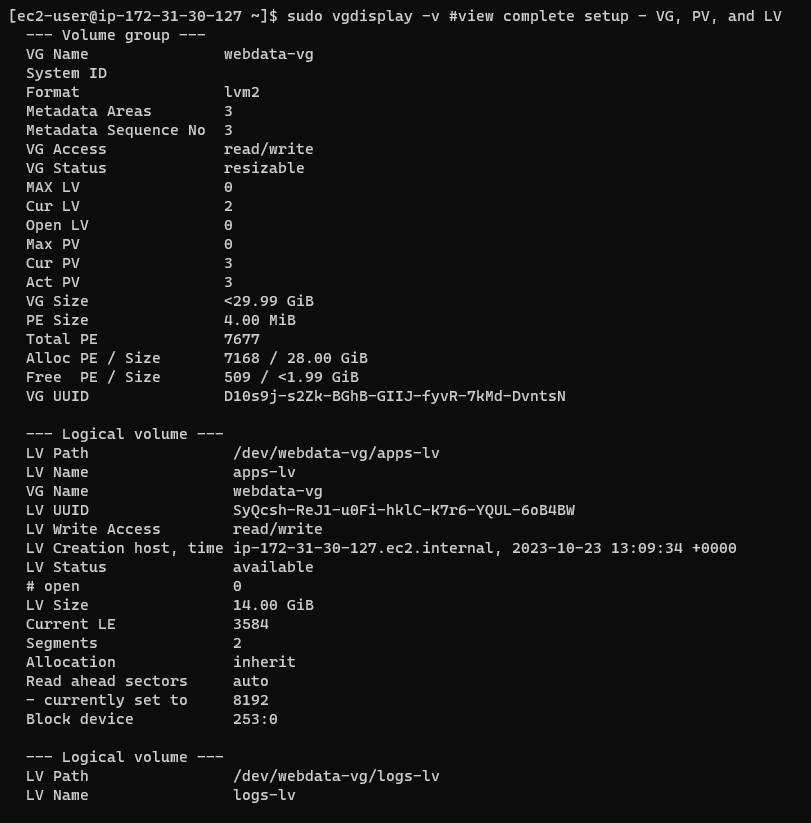 [ec2-user@ip-172-31-30-127 ~]$ sudo vgdisplay -v #view complete setup - VG, PV, and LV
  --- Volume group ---
  VG Name               webdata-vg
  System ID
  Format                lvm2
  Metadata Areas        3
  Metadata Sequence No  3
  VG Access             read/write
  VG Status             resizable
  MAX LV                0
  Cur LV                2
  Open LV               0
  Max PV                0
  Cur PV                3
  Act PV                3
  VG Size               <29.99 GiB
  PE Size               4.00 MiB
  Total PE              7677
  Alloc PE / Size       7168 / 28.00 GiB
  Free  PE / Size       509 / <1.99 GiB
  VG UUID               D10s9j-s2Zk-BGhB-GIIJ-fyvR-7kMd-DvntsN

  --- Logical volume ---
  LV Path                /dev/webdata-vg/apps-lv
  LV Name                apps-lv
  VG Name                webdata-vg
  LV UUID                SyQcsh-ReJ1-u0Fi-hklC-K7r6-YQUL-6oB4BW
  LV Write Access        read/write
  LV Creation host, time ip-172-31-30-127.ec2.internal, 2023-10-23 13:09:34 +0000
  LV Status              available
  # open                 0
  LV Size                14.00 GiB
  Current LE             3584
  Segments               2
  Allocation             inherit
  Read ahead sectors     auto
  - currently set to     8192
  Block device           253:0

  --- Logical volume ---
  LV Path                /dev/webdata-vg/logs-lv
  LV Name                logs-lv